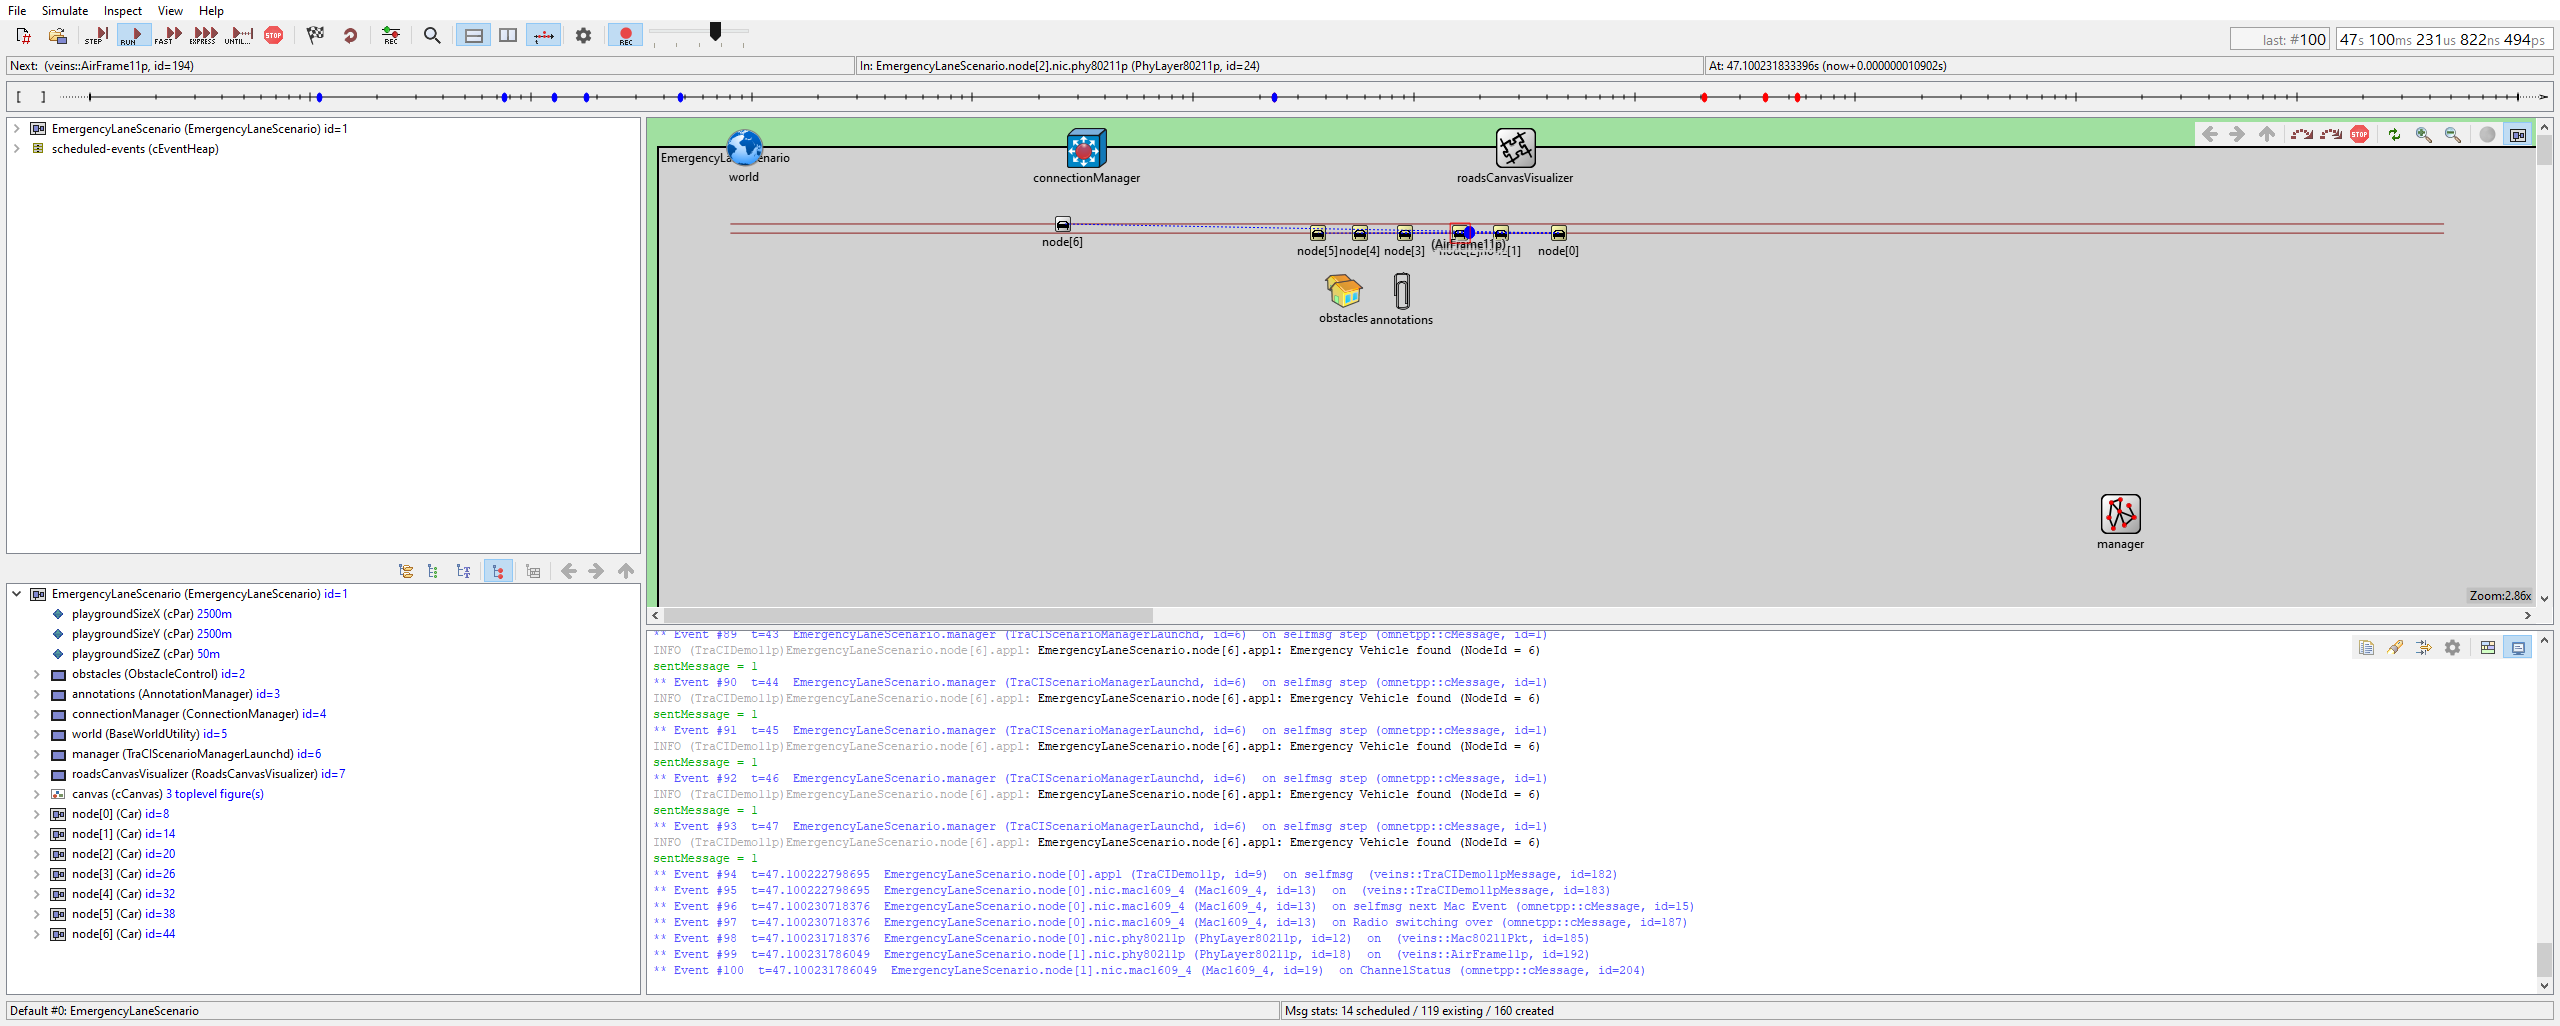 File Simulate Inspect View Help
STEP RUN FAST EXPRESS UNTIL... STOP REC REC last: #100 47s 100ms 231us 822ns 494ps
Next: (veins::AirFrame11p, id=194) In: EmergencyLaneScenario.node[2].nic.phy80211p (PhyLayer80211p, id=24) At: 47.100231833396s (now+0.000000010902s)
[ ]
EmergencyLaneScenario (EmergencyLaneScenario) id=1
scheduled-events (cEventHeap)
STOP
world
connectionManager
roadsCanvasVisualizer
node[6]
node[5] node[4] node[3] (AirFrame11p) node[0]
obstacles annotations
manager
Zoom:2.86x
EmergencyLaneScenario (EmergencyLaneScenario) id=1
playgroundSizeX (cPar) 2500m
playgroundSizeY (cPar) 2500m
playgroundSizeZ (cPar) 50m
obstacles (ObstacleControl) id=2
annotations (AnnotationManager) id=3
connectionManager (ConnectionManager) id=4
world (BaseWorldUtility) id=5
manager (TraCIScenarioManagerLaunchd) id=6
roadsCanvasVisualizer (RoadsCanvasVisualizer) id=7
canvas (cCanvas) 3 toplevel figure(s)
node[0] (Car) id=8
node[1] (Car) id=14
node[2] (Car) id=20
node[3] (Car) id=26
node[4] (Car) id=32
node[5] (Car) id=38
node[6] (Car) id=44
** Event #89 t=43 EmergencyLaneScenario.manager (TraCIScenarioManagerLaunchd, id=6) on selfmsg step (omnetpp::cMessage, id=1)
INFO (TraCIDemo11p)EmergencyLaneScenario.node[6].appl: EmergencyLaneScenario.node[6].appl: Emergency Vehicle found (NodeId = 6)
sentMessage = 1
** Event #90 t=44 EmergencyLaneScenario.manager (TraCIScenarioManagerLaunchd, id=6) on selfmsg step (omnetpp::cMessage, id=1)
INFO (TraCIDemo11p)EmergencyLaneScenario.node[6].appl: EmergencyLaneScenario.node[6].appl: Emergency Vehicle found (NodeId = 6)
sentMessage = 1
** Event #91 t=45 EmergencyLaneScenario.manager (TraCIScenarioManagerLaunchd, id=6) on selfmsg step (omnetpp::cMessage, id=1)
INFO (TraCIDemo11p)EmergencyLaneScenario.node[6].appl: EmergencyLaneScenario.node[6].appl: Emergency Vehicle found (NodeId = 6)
sentMessage = 1
** Event #92 t=46 EmergencyLaneScenario.manager (TraCIScenarioManagerLaunchd, id=6) on selfmsg step (omnetpp::cMessage, id=1)
INFO (TraCIDemo11p)EmergencyLaneScenario.node[6].appl: EmergencyLaneScenario.node[6].appl: Emergency Vehicle found (NodeId = 6)
sentMessage = 1
** Event #93 t=47 EmergencyLaneScenario.manager (TraCIScenarioManagerLaunchd, id=6) on selfmsg step (omnetpp::cMessage, id=1)
INFO (TraCIDemo11p)EmergencyLaneScenario.node[6].appl: EmergencyLaneScenario.node[6].appl: Emergency Vehicle found (NodeId = 6)
sentMessage = 1
** Event #94 t=47.100222798695 EmergencyLaneScenario.node[0].appl (TraCIDemo11p, id=9) on selfmsg (veins::TraCIDemo11pMessage, id=182)
** Event #95 t=47.100222798695 EmergencyLaneScenario.node[0].nic.mac1609_4 (Mac1609_4, id=13) on (veins::TraCIDemo11pMessage, id=183)
** Event #96 t=47.100230718376 EmergencyLaneScenario.node[0].nic.mac1609_4 (Mac1609_4, id=13) on selfmsg next Mac Event (omnetpp::cMessage, id=15)
** Event #97 t=47.100230718376 EmergencyLaneScenario.node[0].nic.mac1609_4 (Mac1609_4, id=13) on Radio switching over (omnetpp::cMessage, id=187)
** Event #98 t=47.100231718376 EmergencyLaneScenario.node[0].nic.phy80211p (PhyLayer80211p, id=12) on (veins::Mac80211Pkt, id=185)
** Event #99 t=47.100231786049 EmergencyLaneScenario.node[1].nic.phy80211p (PhyLayer80211p, id=18) on (veins::AirFrame11p, id=192)
** Event #100 t=47.100231786049 EmergencyLaneScenario.node[1].nic.mac1609_4 (Mac1609_4, id=19) on ChannelStatus (omnetpp::cMessage, id=204)
Default #0: EmergencyLaneScenario Msg stats: 14 scheduled / 119 existing / 160 created